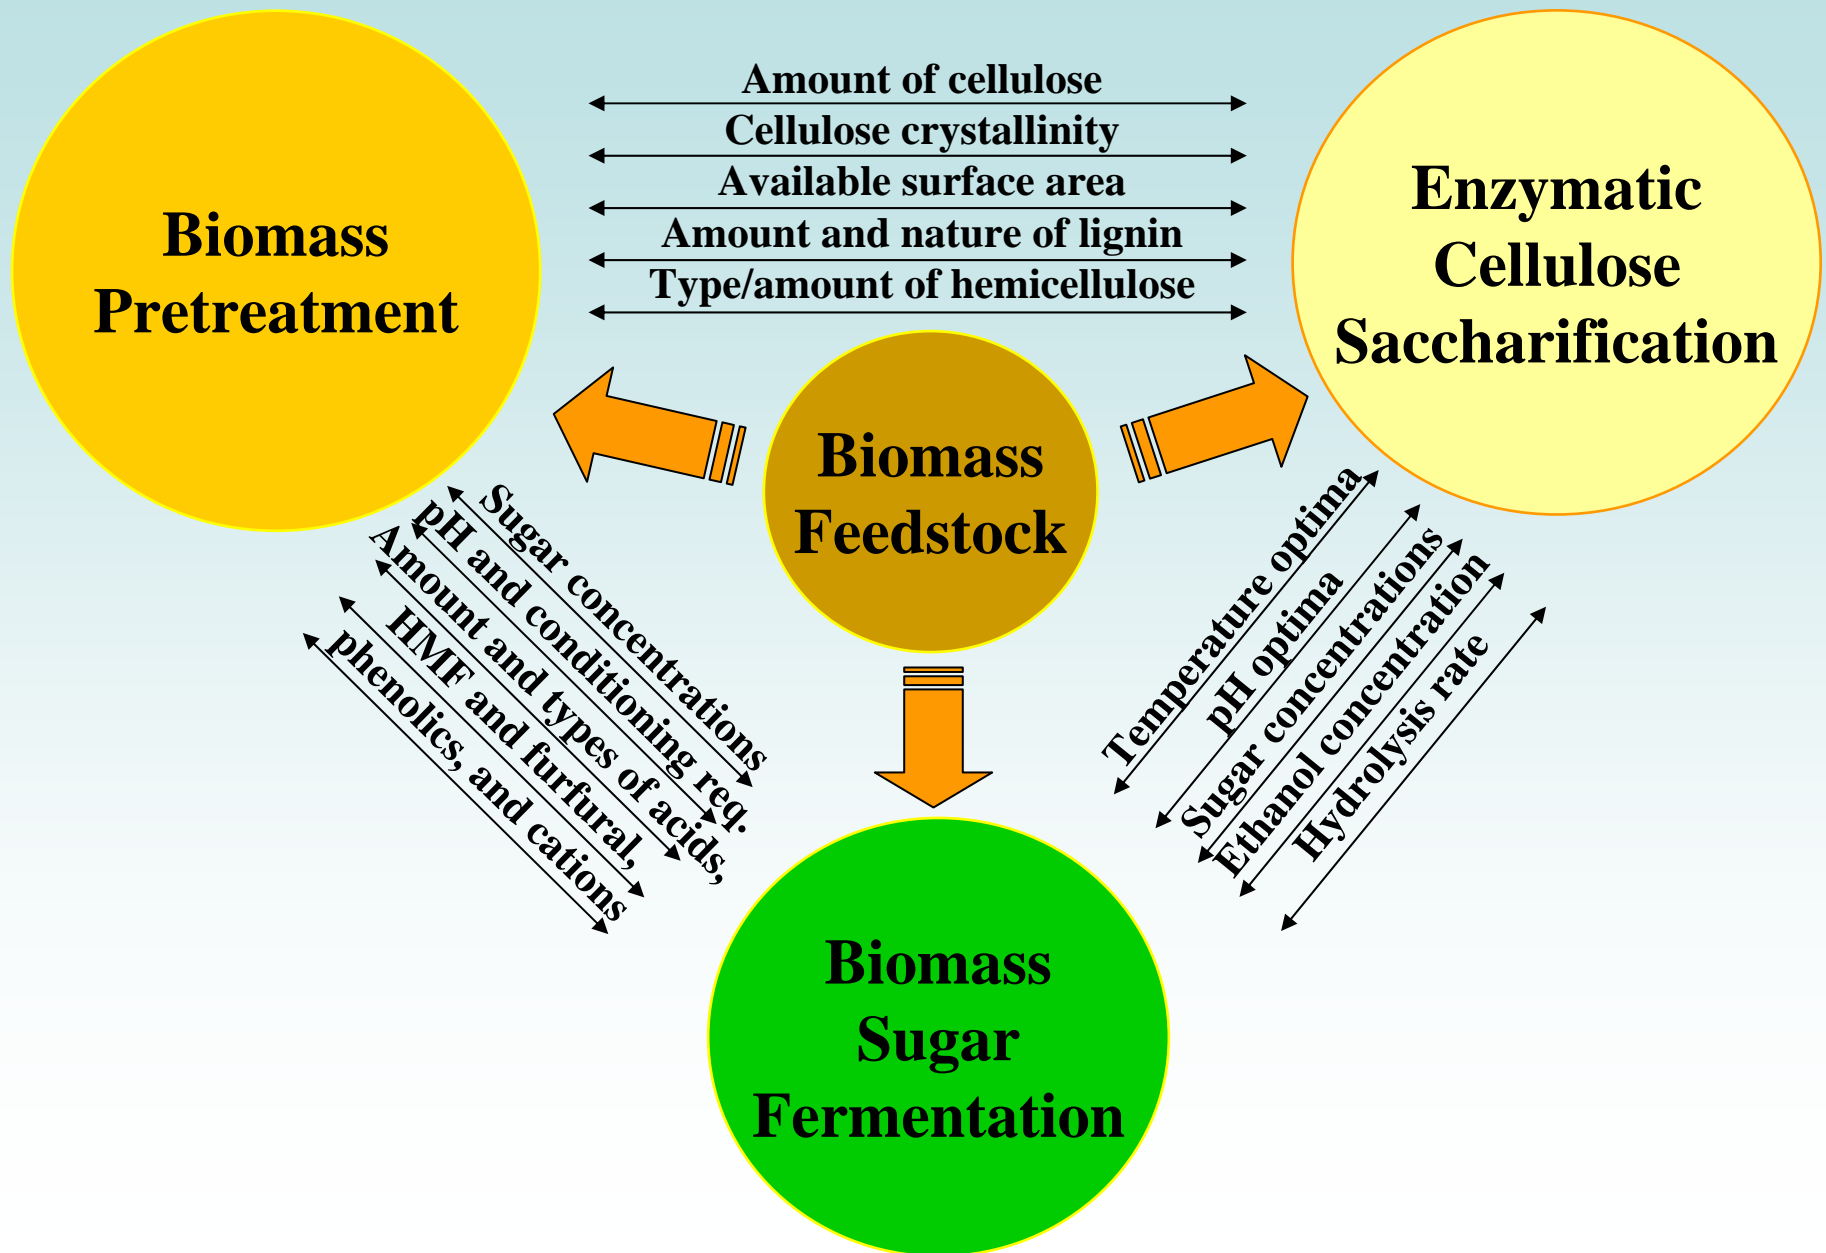 Biomass
Pretreatment
Amount of cellulose
Cellulose crystallinity
Available surface area
Amount and nature of lignin
Type/amount of hemicellulose
Enzymatic
Cellulose
Saccharification
Biomass
Feedstock
Sugar concentrations
pH and conditioning req.
Amount and types of acids,
HMF and furfural,
phenolics, and cations
Temperature optima
pH optima
Sugar concentrations
Ethanol concentration
Hydrolysis rate
Biomass
Sugar
Fermentation